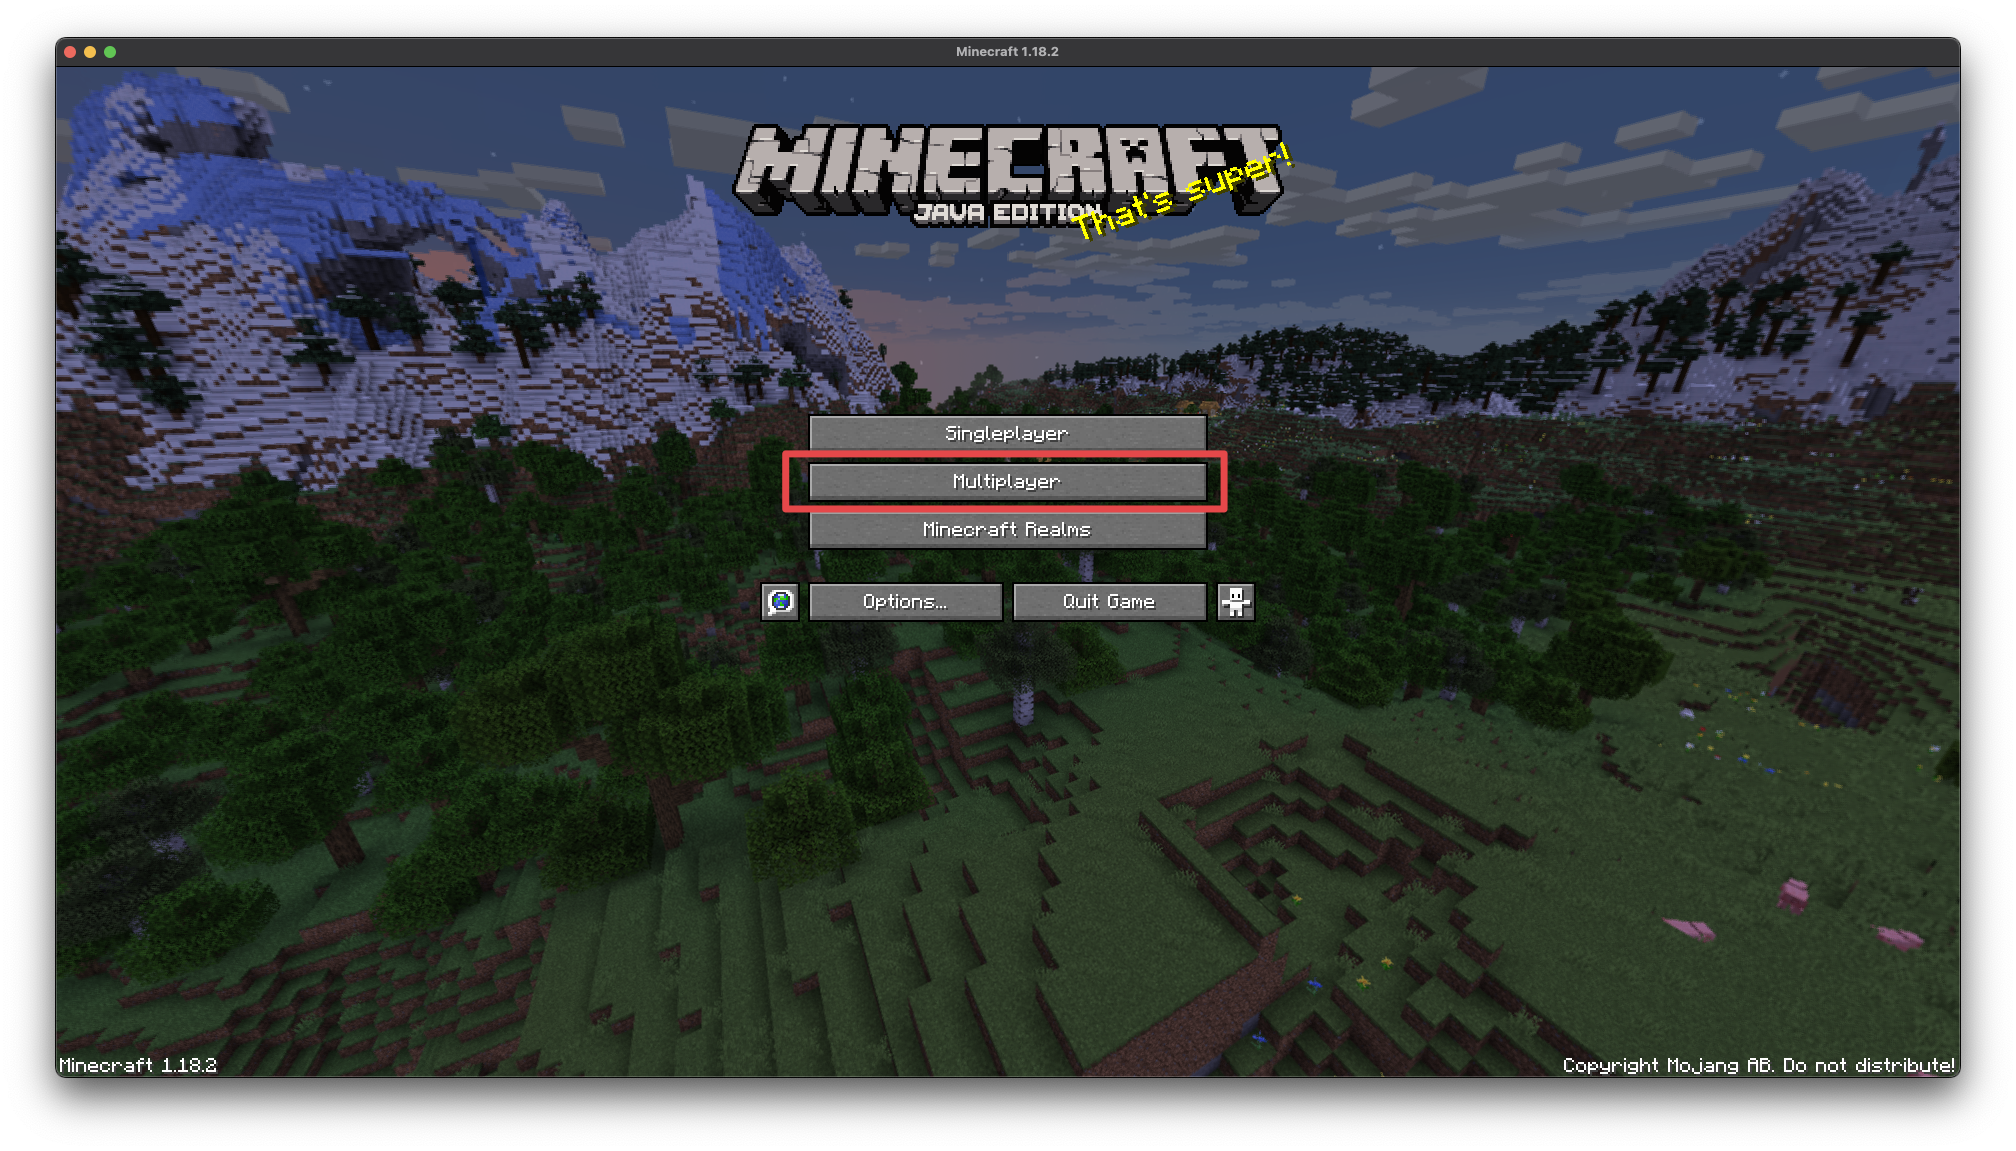 Minecraft 1.18.2
MINECRAFT
JAVA EDITION
That's super!
Singleplayer
Multiplayer
Minecraft Realms
Options...
Quit Game
Minecraft 1.18.2
Copyright Mojang AB. Do not distribute!